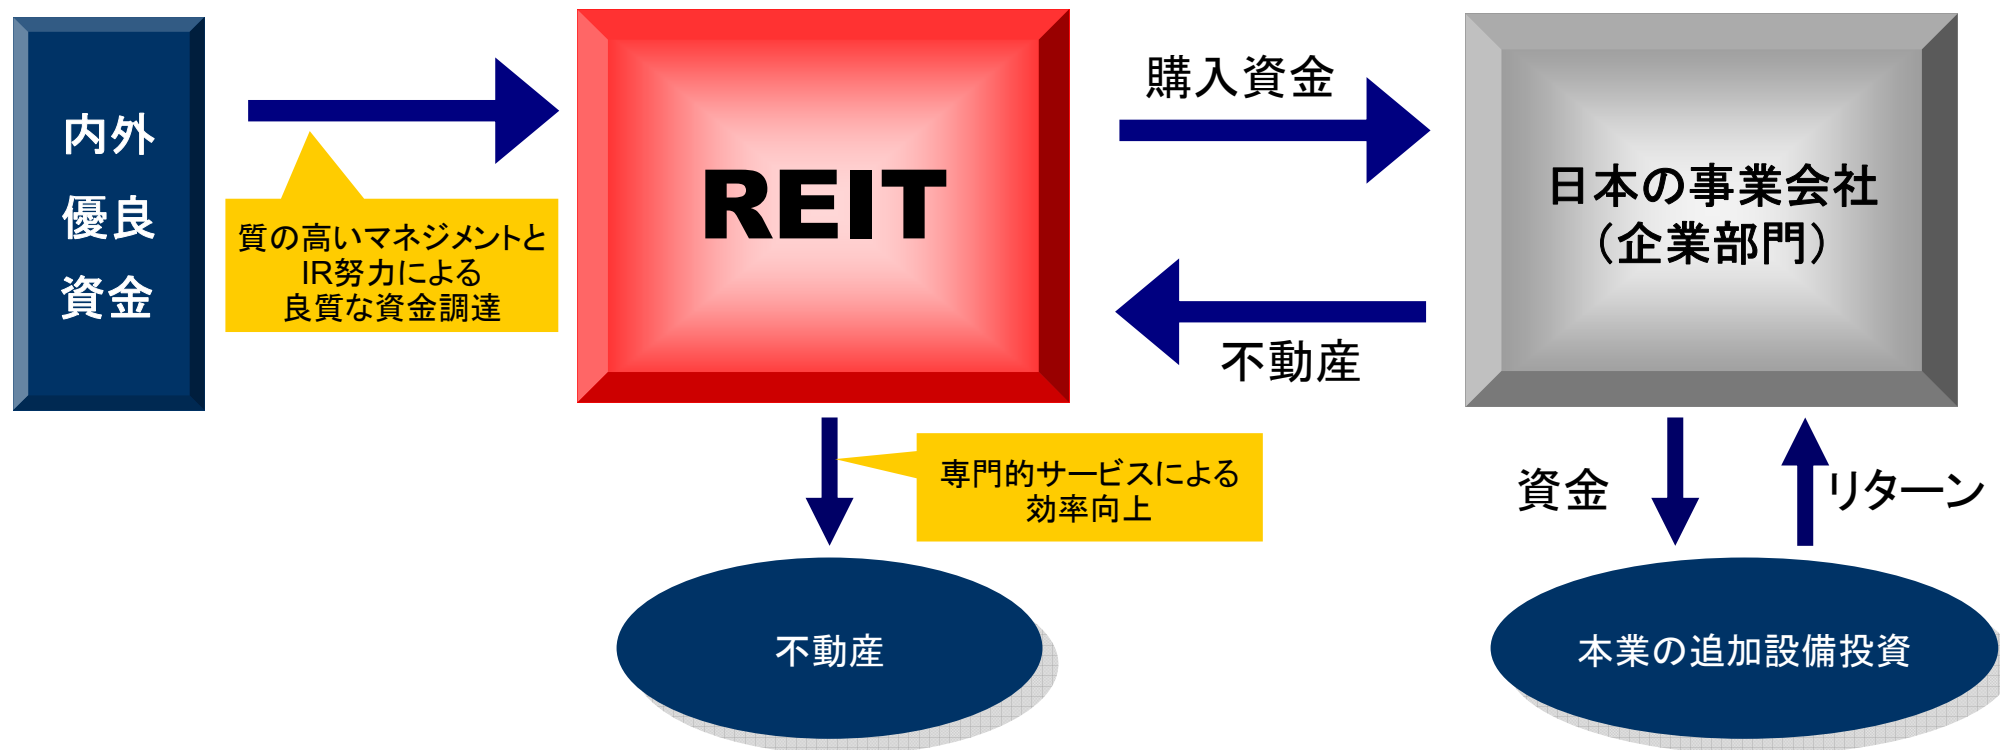 内外
優良
資金
質の高いマネジメントと
IR努力による
良質な資金調達
REIT
購入資金
不動産
日本の事業会社
（企業部門）
専門的サービスによる
効率向上
資金
リターン
不動産
本業の追加設備投資